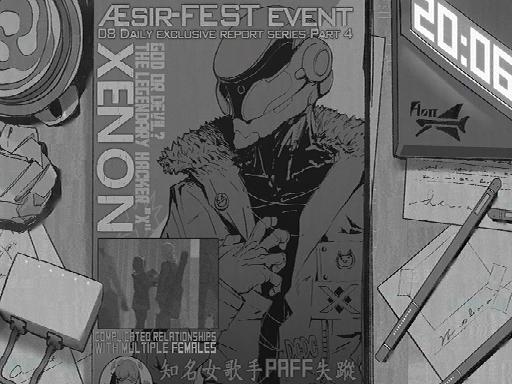 ÆSIR-FEST EVENT
08 DAILY EXCLUSIVE REPORT SERIES PART 4
GOD OR DEVIL?
THE LEGENDARY HACKER "X"
XENON
20:06
COMPLICATED RELATIONSHIPS
WITH MULTIPLE FEMALES
知名女歌手PAFF失蹤